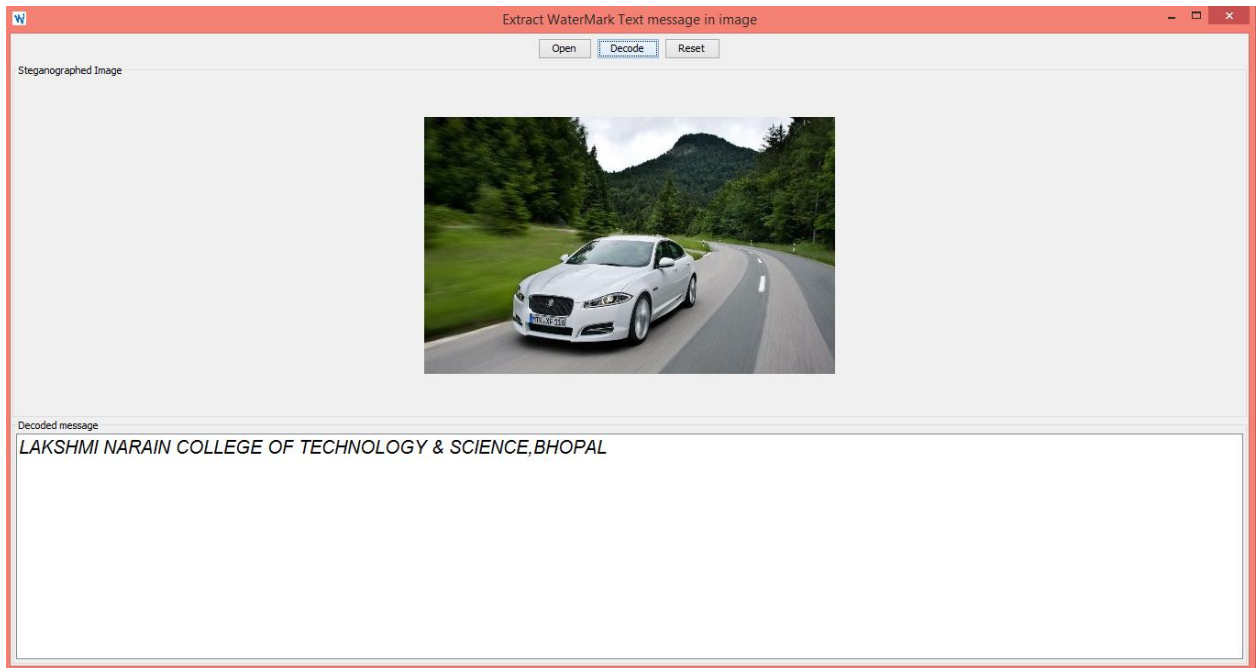 Extract WaterMark Text message in image
Open Decode Reset
Steganographed Image
Decoded message
LAKSHMI NARAIN COLLEGE OF TECHNOLOGY & SCIENCE,BHOPAL